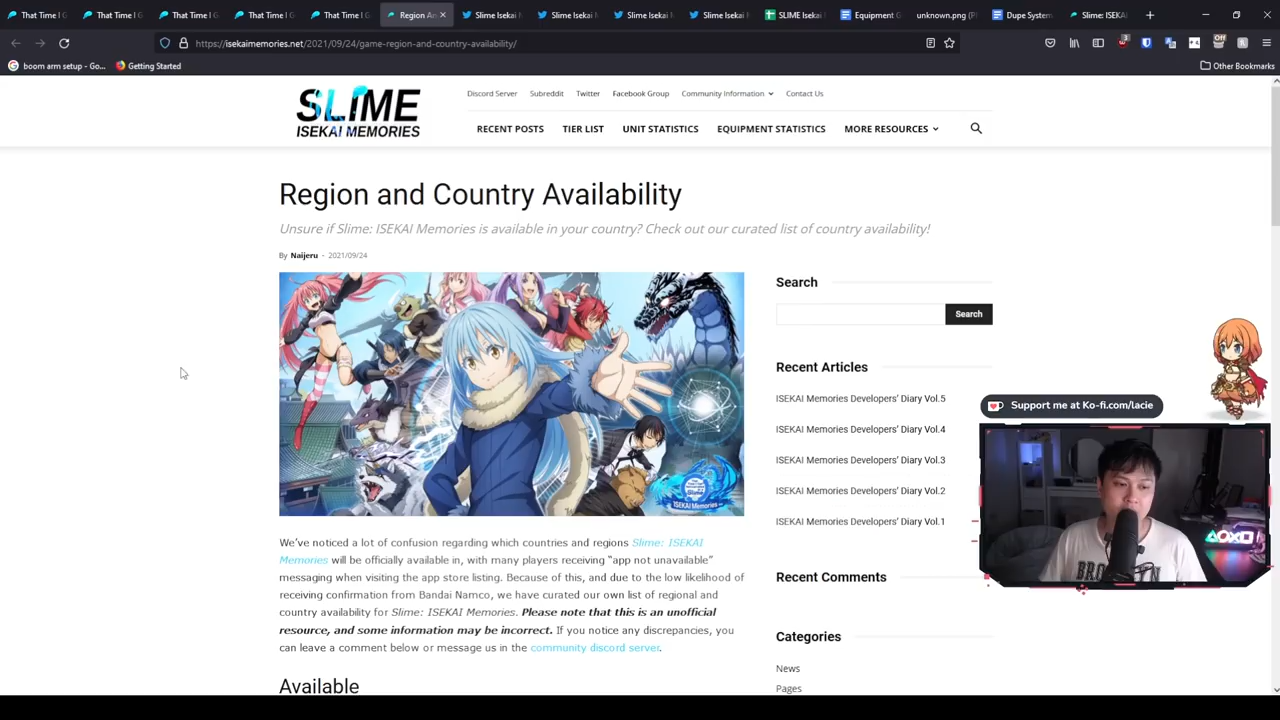 That Time I G
That Time I G
That Time I G
That Time I G
That Time I G
Region An
Slime Isekai M
Slime Isekai M
Slime Isekai M
Slime Isekai M
SLIME Isekai
Equipment G
unknown.png (P
Dupe System
Slime: ISEKAI
https://isekaimemories.net/2021/09/24/game-region-and-country-availability/
boom arm setup - Go...
Getting Started
Other Bookmarks
SLIME
ISEKAI MEMORIES
Discord Server
Subreddit
Twitter
Facebook Group
Community Information
Contact Us
RECENT POSTS
TIER LIST
UNIT STATISTICS
EQUIPMENT STATISTICS
MORE RESOURCES
Region and Country Availability
Unsure if Slime: ISEKAI Memories is available in your country? Check out our curated list of country availability!
By Naijeru - 2021/09/24
We've noticed a lot of confusion regarding which countries and regions Slime: ISEKAI
Memories will be officially available in, with many players receiving "app not unavailable"
messaging when visiting the app store listing. Because of this, and due to the low likelihood of
receiving confirmation from Bandai Namco, we have curated our own list of regional and
country availability for Slime: ISEKAI Memories. Please note that this is an unofficial
resource, and some information may be incorrect. If you notice any discrepancies, you
can leave a comment below or message us in the community discord server.
Available
Search
Search
Recent Articles
ISEKAI Memories Developers' Diary Vol.5
ISEKAI Memories Developers' Diary Vol.4
ISEKAI Memories Developers' Diary Vol.3
ISEKAI Memories Developers' Diary Vol.2
ISEKAI Memories Developers' Diary Vol.1
Recent Comments
Categories
News
Pages
Support me at Ko-fi.com/lacie
BROOKLYN